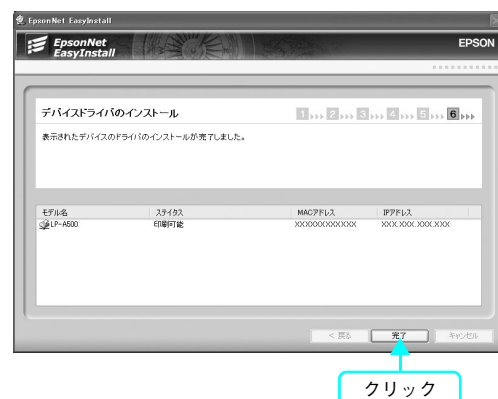 EpsonNet EasyInstall
EpsonNet
EasyInstall
EPSON
デバイスドライバのインストール
1 2 3 4 5 6
表示されたデバイスのドライバのインストールが完了しました。
モデル名 ステイタス MACアドレス IPアドレス
LP-A500 印刷可能 XXXXXXXXXXXX XXX.XXX.XXX.XXX
< 戻る 完了 キャンセル
クリック